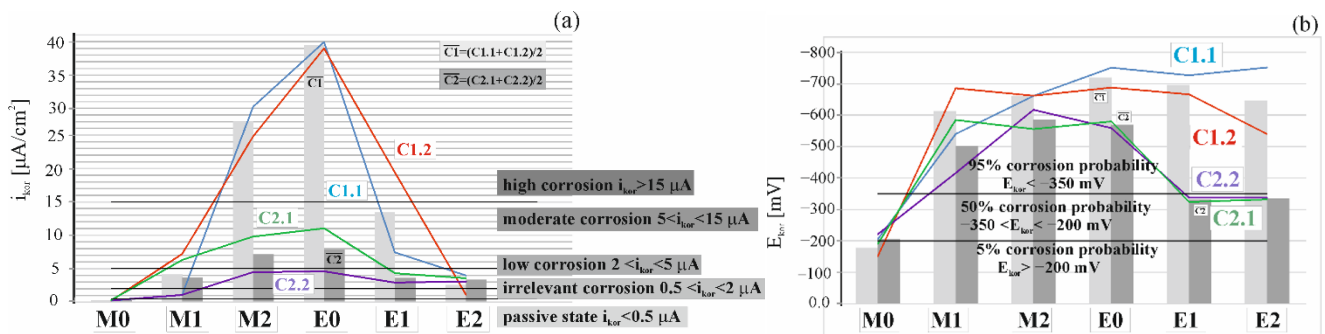 (a)
i_kor [μA/cm²]
40
35
30
25
20
15
10
5
0
C1=(C1.1+C1.2)/2
C2=(C2.1+C2.2)/2
C1
C1.2
C1.1
C2.1
C2
C2.2
high corrosion i_kor>15 μA
moderate corrosion 5<i_kor<15 μA
low corrosion 2 <i_kor<5 μA
irrelevant corrosion 0.5 <i_kor<2 μA
passive state i_kor<0.5 μA
M0 M1 M2 E0 E1 E2
(b)
E_kor [mV]
−800
−700
−600
−500
−400
−300
−200
−100
0.0
C1.1
C1
C2
C1.2
95% corrosion probability
E_kor< −350 mV
C2.2
50% corrosion probability
−350 <E_kor< −200 mV
C2
C2.1
5% corrosion probability
E_kor> −200 mV
M0 M1 M2 E0 E1 E2